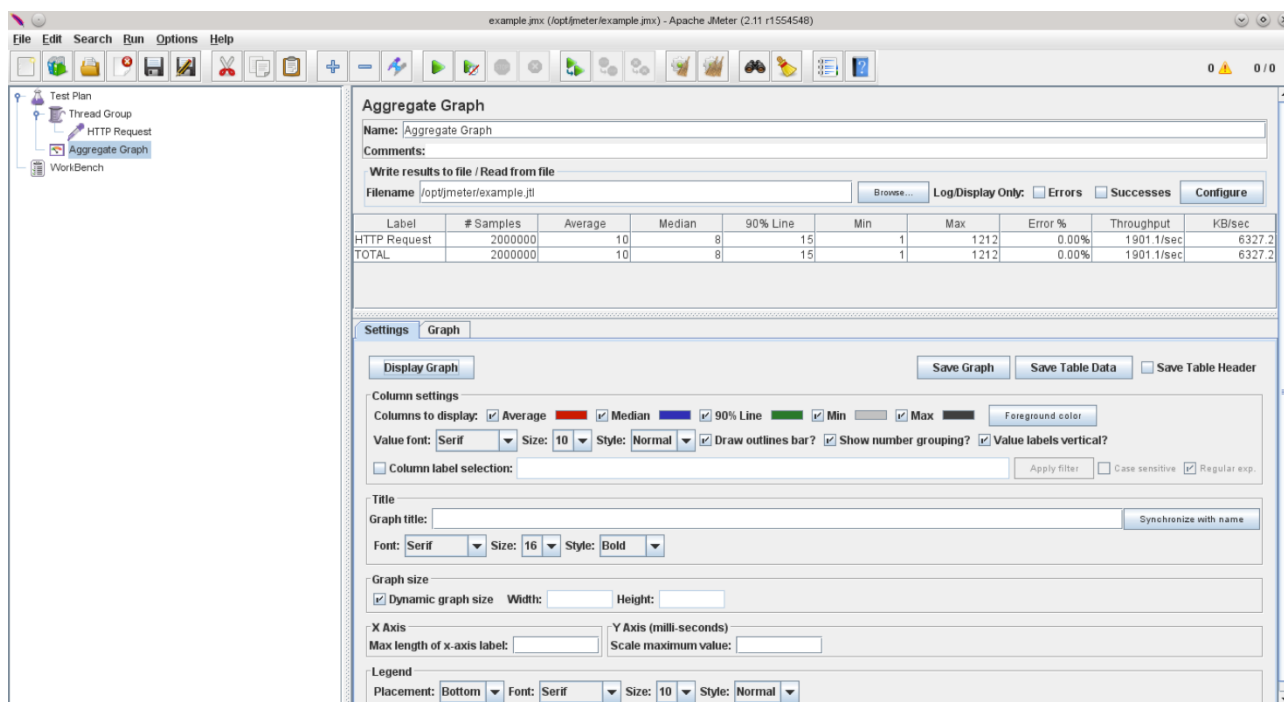 example.jmx (/opt/jmeter/example.jmx) - Apache JMeter (2.11 r1554548)
File Edit Search Run Options Help
0 0 / 0
Test Plan
Thread Group
HTTP Request
Aggregate Graph
WorkBench
Aggregate Graph
Name: Aggregate Graph
Comments:
Write results to file / Read from file
Filename /opt/jmeter/example.jtl Browse... Log/Display Only: Errors Successes Configure
Label # Samples Average Median 90% Line Min Max Error % Throughput KB/sec
HTTP Request 2000000 10 8 15 1 1212 0.00% 1901.1/sec 6327.2
TOTAL 2000000 10 8 15 1 1212 0.00% 1901.1/sec 6327.2
Settings Graph
Display Graph Save Graph Save Table Data Save Table Header
Column settings
Columns to display: Average Median 90% Line Min Max Foreground color
Value font: Serif Size: 10 Style: Normal Draw outlines bar? Show number grouping? Value labels vertical?
Column label selection: Apply filter Case sensitive Regular exp.
Title
Graph title: Synchronize with name
Font: Serif Size: 16 Style: Bold
Graph size
Dynamic graph size Width: Height:
X Axis Y Axis (milli-seconds)
Max length of x-axis label: Scale maximum value:
Legend
Placement: Bottom Font: Serif Size: 10 Style: Normal